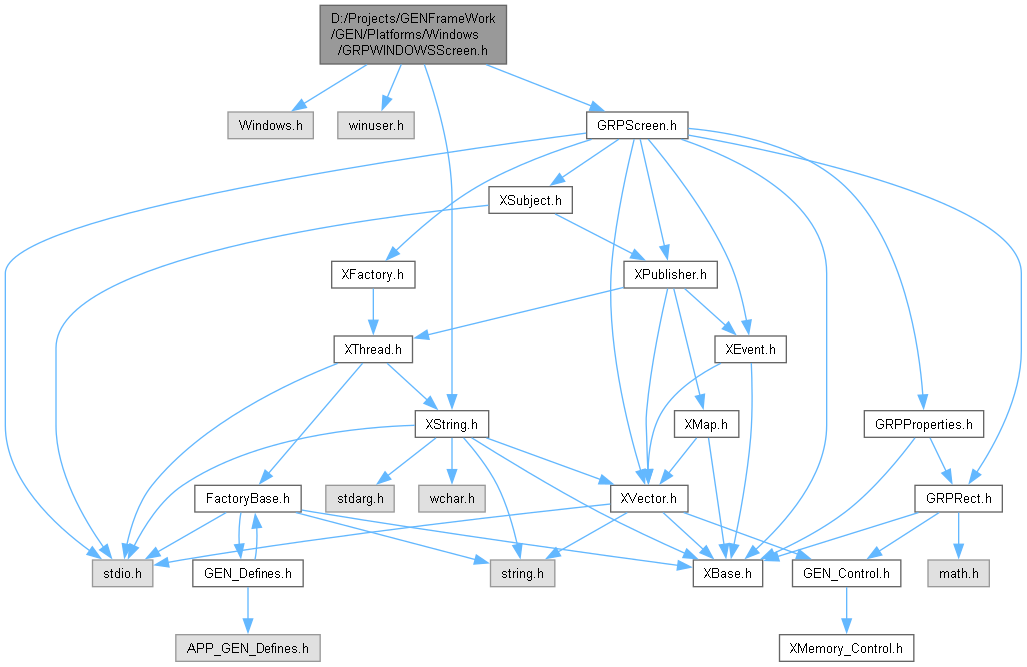 D:/Projects/GENFrameWork
/GEN/Platforms/Windows
/GRPWINDOWSScreen.h
Windows.h
winuser.h
GRPScreen.h
XSubject.h
XFactory.h
XPublisher.h
XThread.h
XEvent.h
XString.h
XMap.h
GRPProperties.h
FactoryBase.h
stdarg.h
wchar.h
XVector.h
GRPRect.h
stdio.h
GEN_Defines.h
string.h
XBase.h
GEN_Control.h
math.h
APP_GEN_Defines.h
XMemory_Control.h